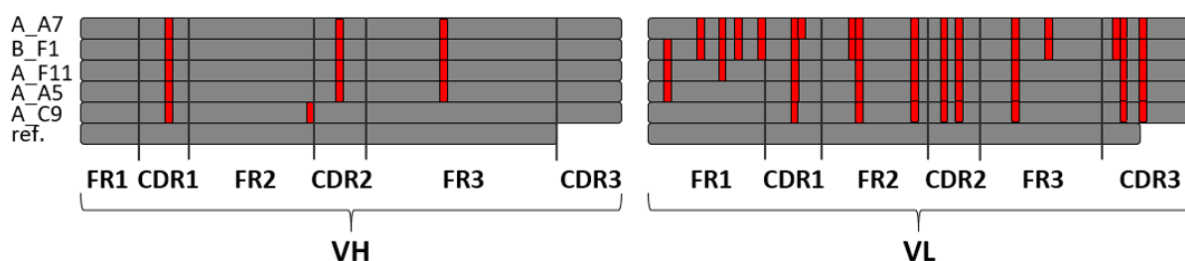 A_A7
B_F1
A_F11
A_A5
A_C9
ref.
FR1 CDR1 FR2 CDR2 FR3 CDR3 FR1 CDR1 FR2 CDR2 FR3 CDR3
VH VL